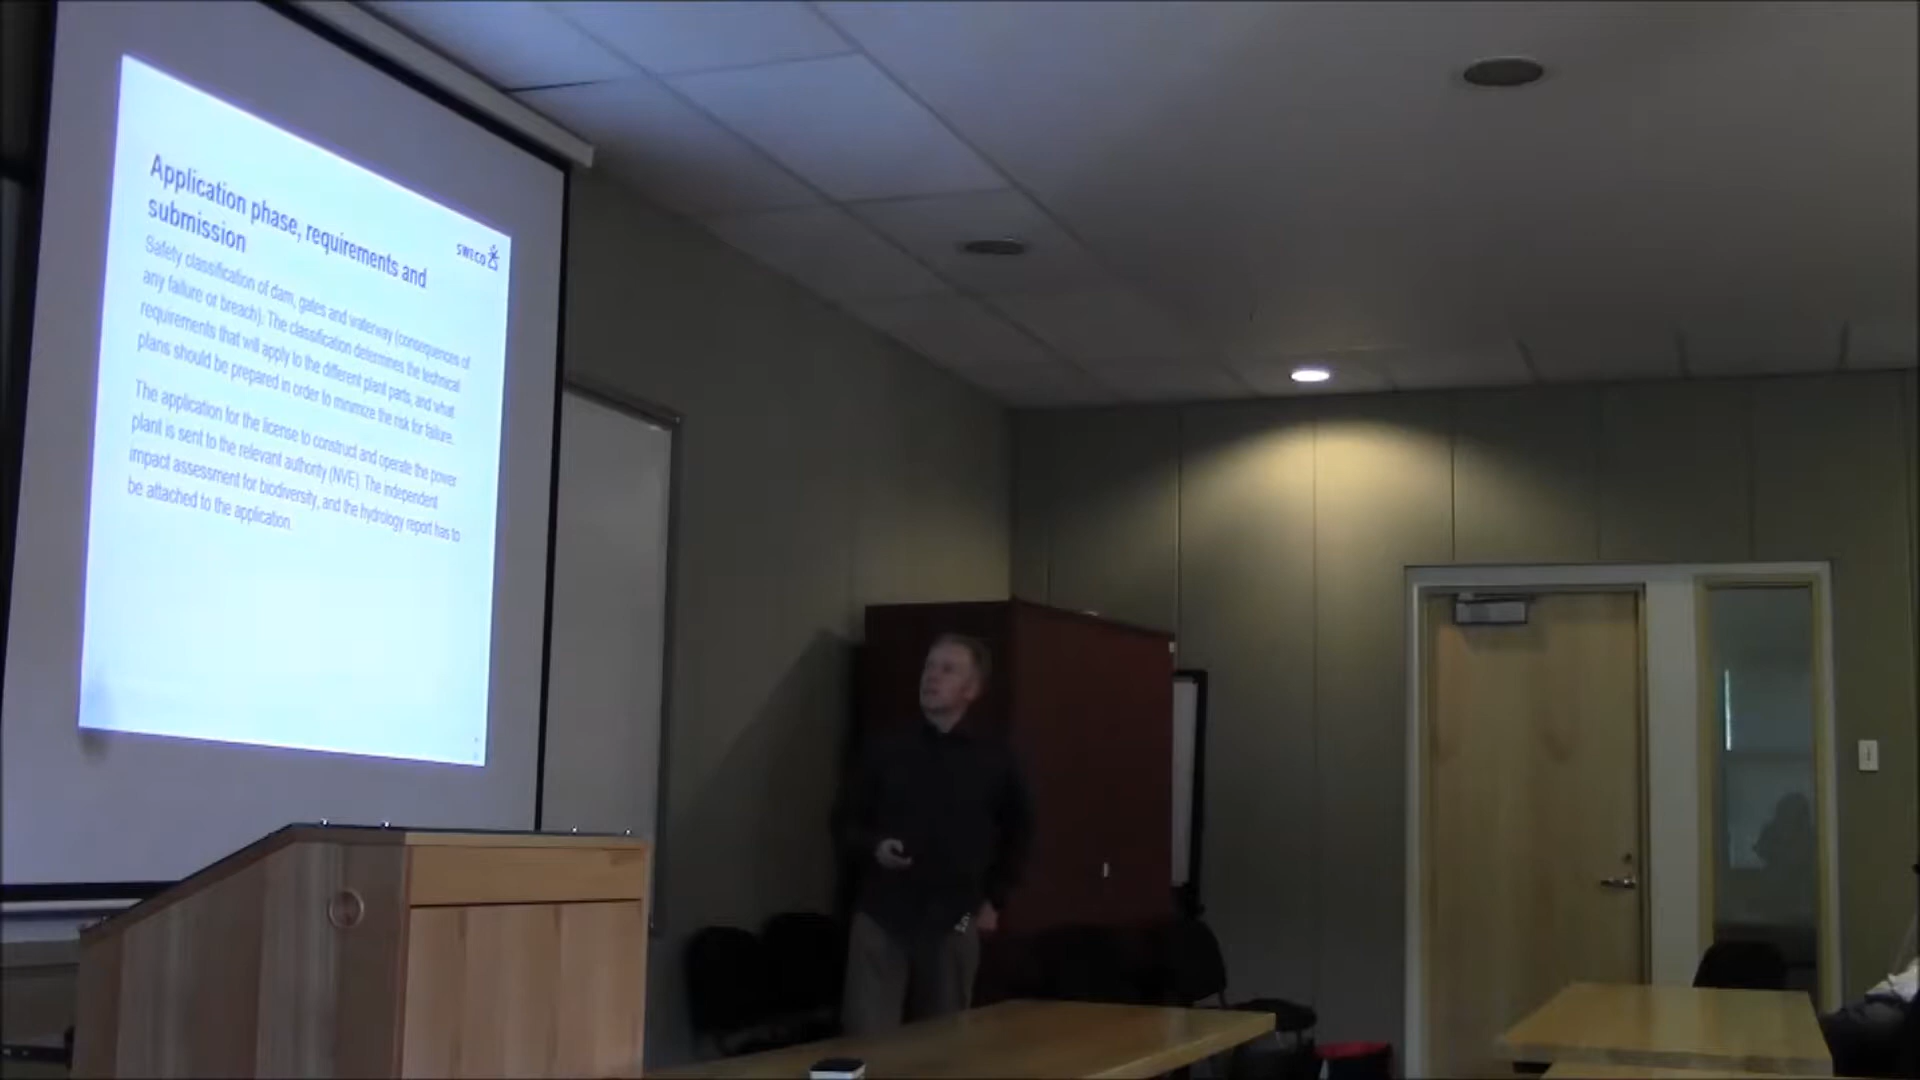 Application phase, requirements and
submission
SWECO
Safety classification of dam, gates and waterway (consequences of
any failure or breach). The classification determines the technical
requirements that will apply to the different plant parts, and what
plans should be prepared in order to minimize the risk for failure.
The application for the license to construct and operate the power
plant is sent to the relevant authority (NVE). The independent
impact assessment for biodiversity, and the hydrology report has to
be attached to the application.